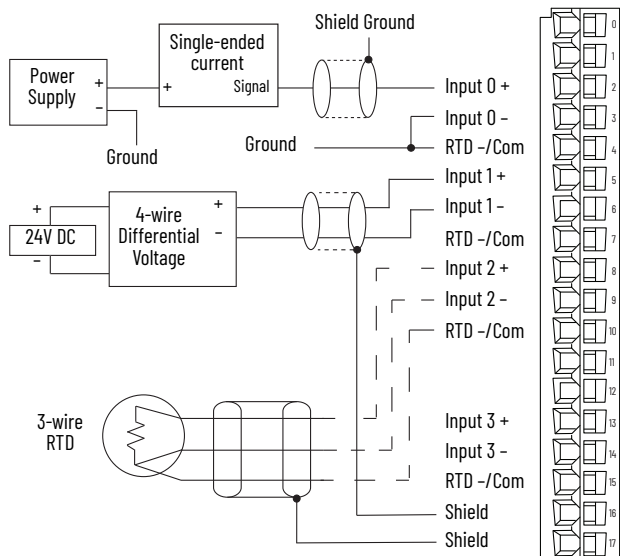 Shield Ground
Single-ended
current
+
Signal
Power
Supply
+
−
Ground
Ground
Input 0 +
Input 0 −
RTD −/Com
Input 1 +
Input 1 −
RTD −/Com
Input 2 +
Input 2 −
RTD −/Com
Input 3 +
Input 3 −
RTD −/Com
Shield
Shield
+
24V DC
−
4-wire
Differential
Voltage
+
−
3-wire
RTD
0
1
2
3
4
5
6
7
8
9
10
11
12
13
14
15
16
17